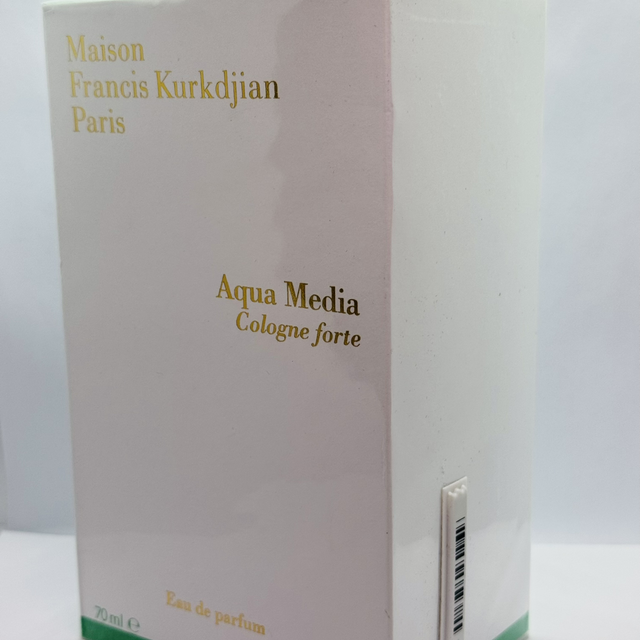 Maison
Francis Kurkdjian
Paris
Aqua Media
Cologne forte
Eau de parfum
70 ml ℮